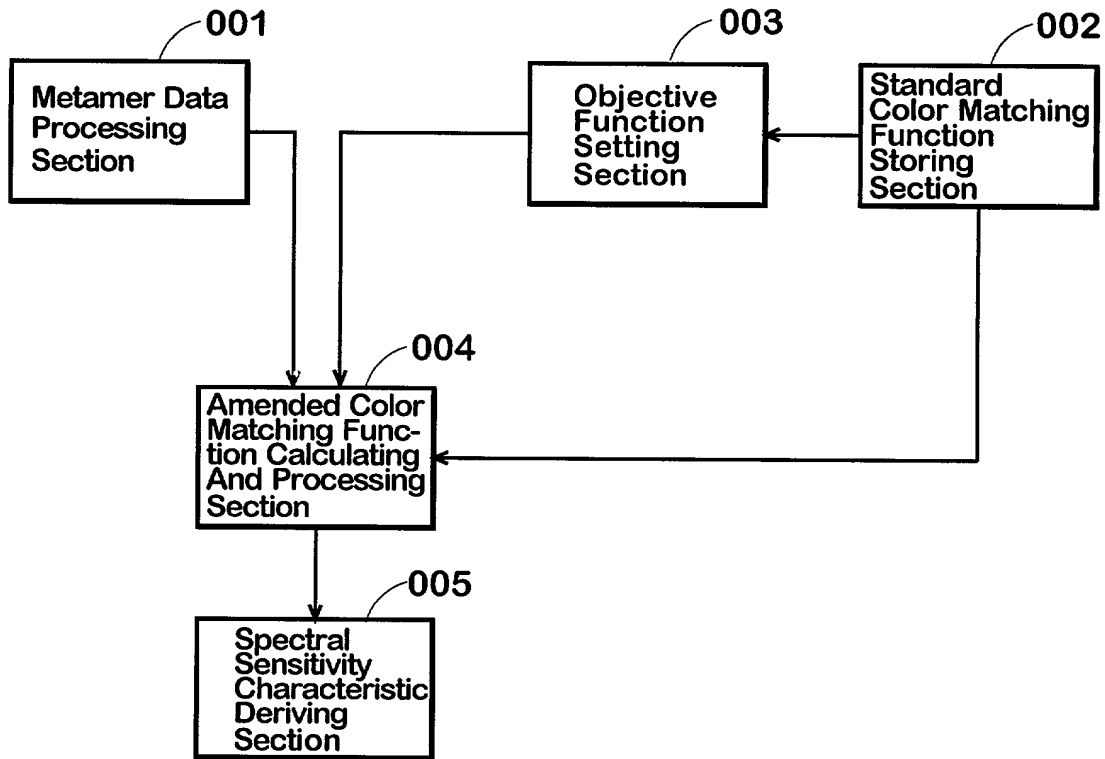 001
Metamer Data
Processing
Section
003
Objective
Function
Setting
Section
002
Standard
Color Matching
Function
Storing
Section
004
Amended Color
Matching Func-
tion Calculating
And Processing
Section
005
Spectral
Sensitivity
Characteristic
Deriving
Section